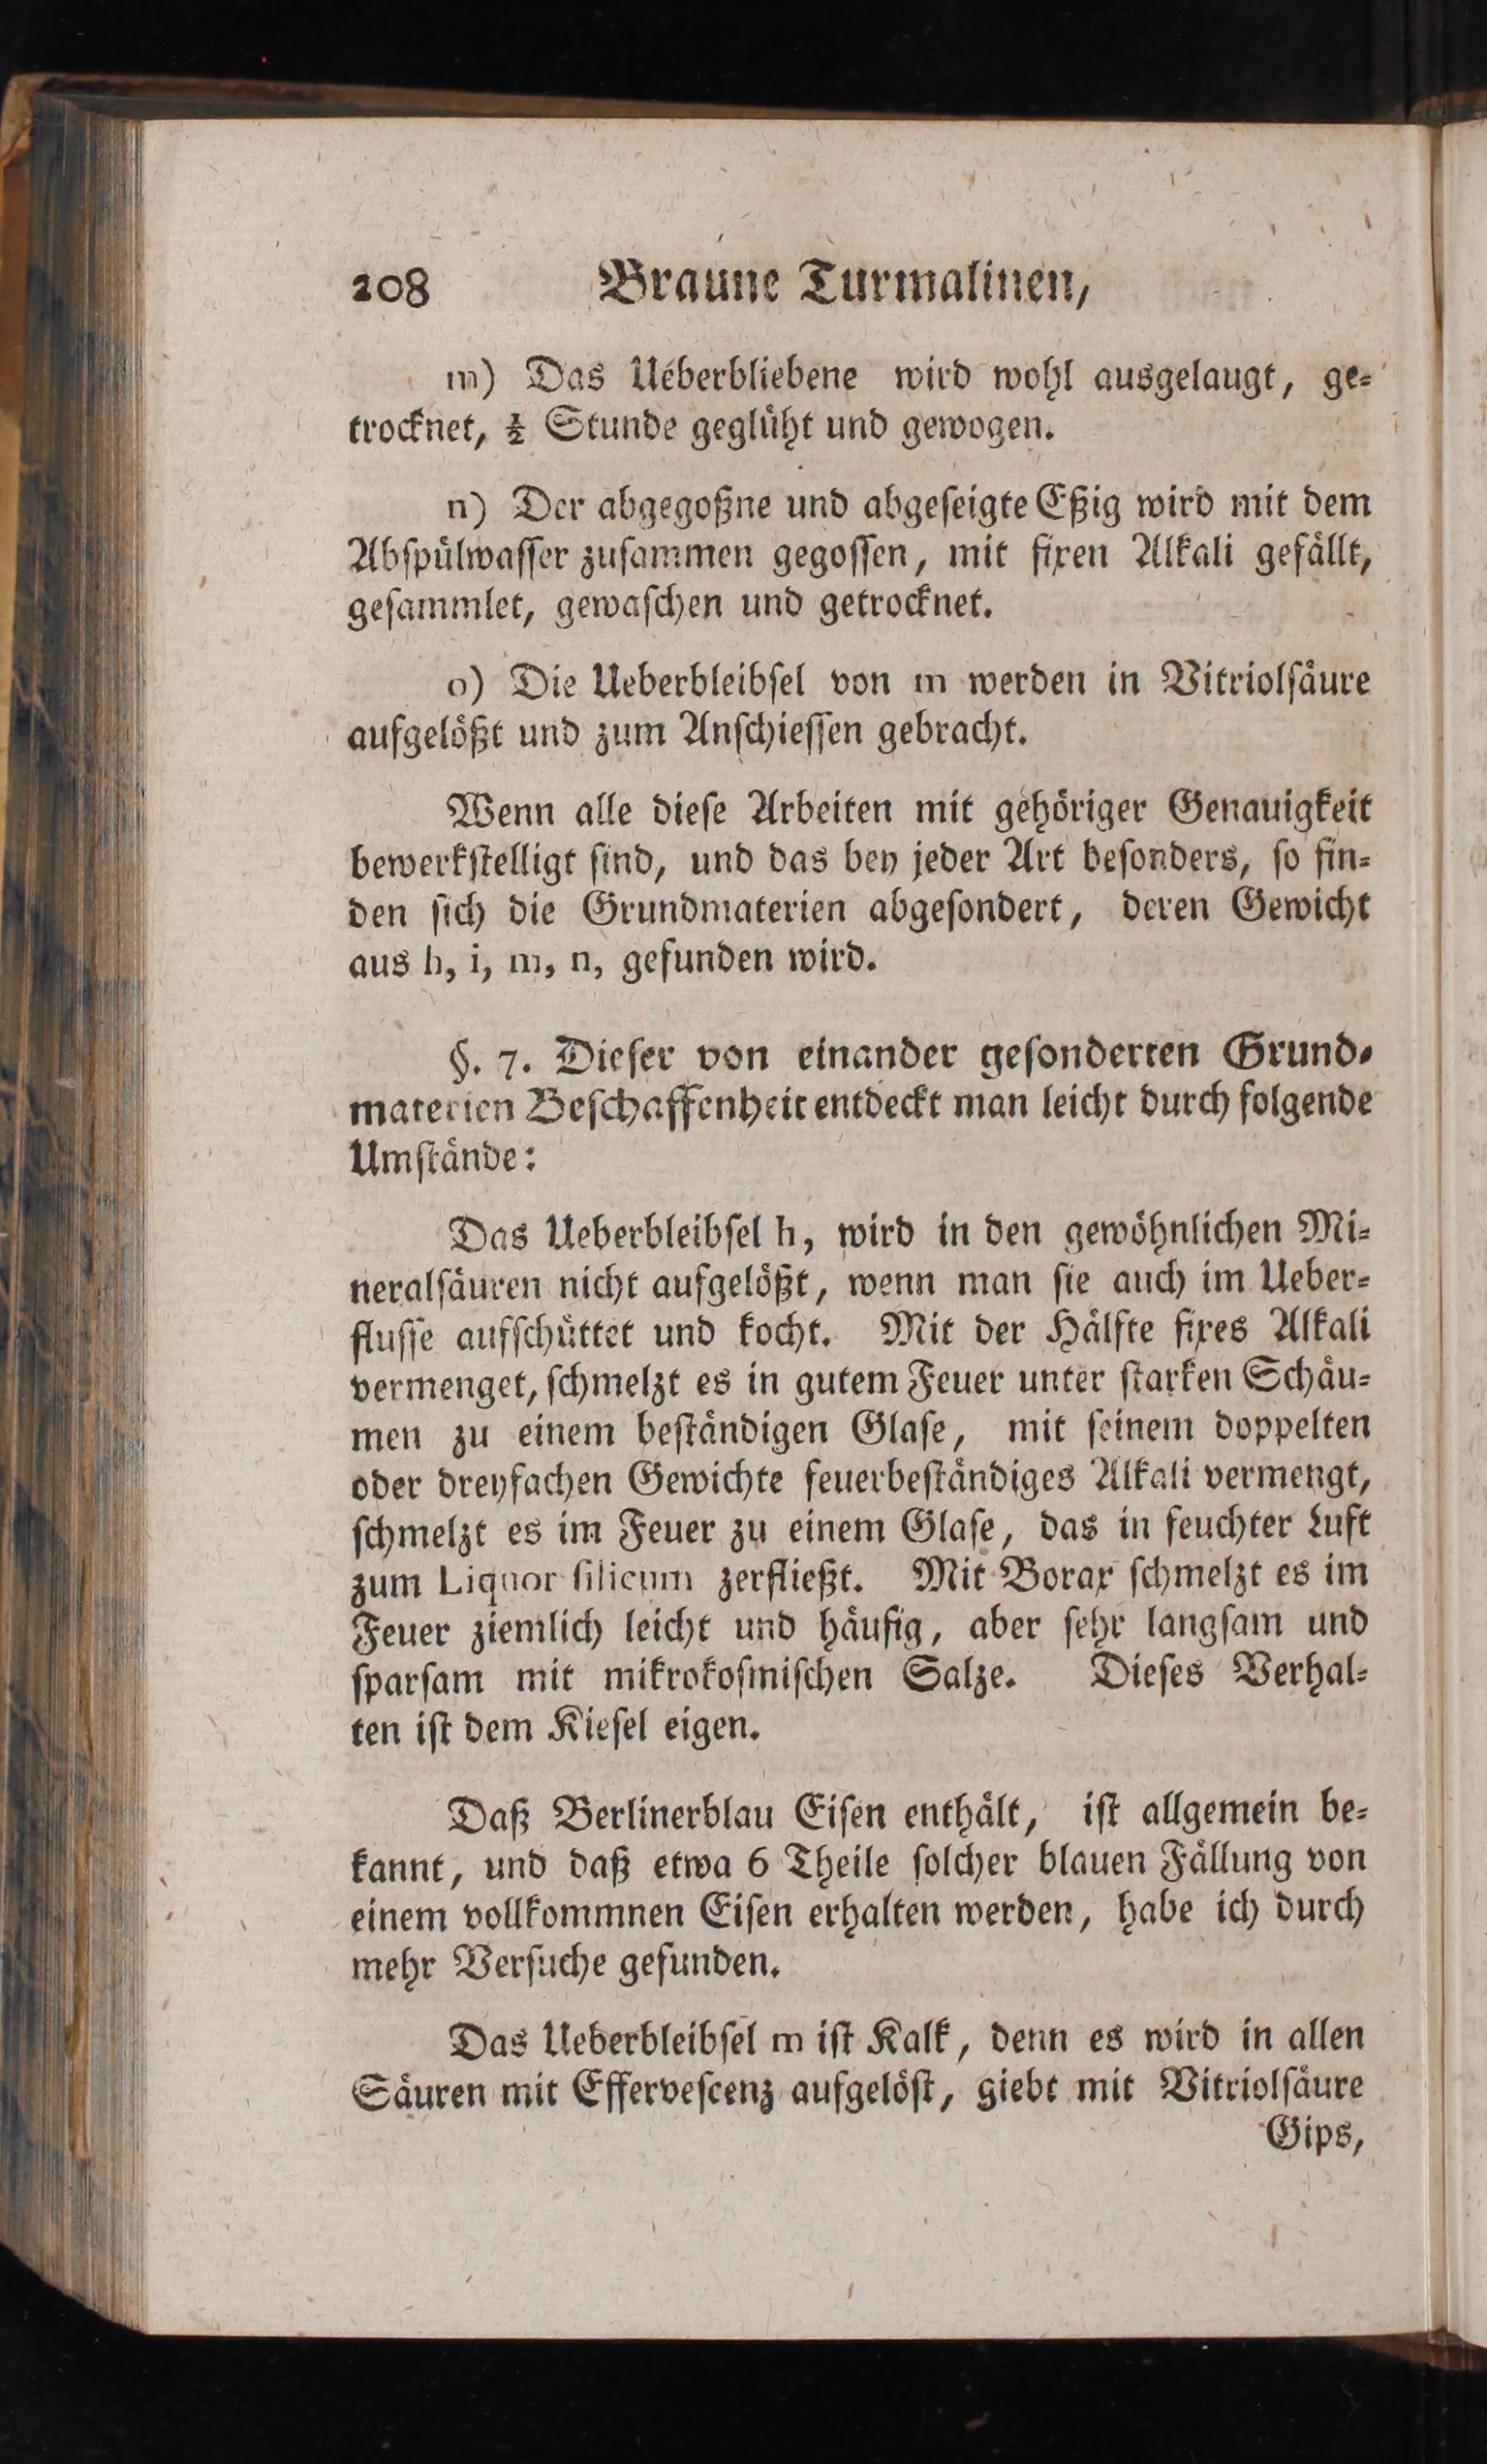 208 Braune Turmalinen,
m) Das Ueberbliebene wird wohl ausgelaugt, ge⸗
trocknet, ½ Stunde geglüht und gewogen.
n) Der abgegoßne und abgeſeigte Eßig wird mit dem
Abſpülwaſſer zuſammen gegoſſen, mit fixen Alkali gefällt,
geſammlet, gewaſchen und getrocknet.
o) Die Ueberbleibſel von m werden in Vitriolſäure
aufgelößt und zum Anſchieſſen gebracht.
Wenn alle dieſe Arbeiten mit gehöriger Genauigkeit
bewerkſtelligt ſind, und das bey jeder Art beſonders, ſo fin⸗
den ſich die Grundmaterien abgeſondert, deren Gewicht
aus h, i, m, n, gefunden wird.
§. 7. Dieſer von einander geſonderten Grund⸗
materien Beſchaffenheit entdeckt man leicht durch folgende
Umſtände:
Das Ueberbleibſel h, wird in den gewöhnlichen Mi⸗
neralſäuren nicht aufgelößt, wenn man ſie auch im Ueber⸗
fluſſe aufſchüttet und kocht. Mit der Hälfte fixes Alkali
vermenget, ſchmelzt es in gutem Feuer unter ſtarken Schäu⸗
men zu einem beſtändigen Glaſe, mit ſeinem doppelten
oder dreyfachen Gewichte feuerbeſtändiges Alkali vermengt,
ſchmelzt es im Feuer zu einem Glaſe, das in feuchter Luft
zum Liquor ſilicum zerfließt. Mit Borax ſchmelzt es im
Feuer ziemlich leicht und häufig, aber ſehr langſam und
ſparſam mit mikrokoſmiſchen Salze. Dieſes Verhal⸗
ten iſt dem Kieſel eigen.
Daß Berlinerblau Eiſen enthält, iſt allgemein be⸗
kannt, und daß etwa 6 Theile ſolcher blauen Fällung von
einem vollkommnen Eiſen erhalten werden, habe ich durch
mehr Verſuche gefunden.
Das Ueberbleibſel m iſt Kalk, denn es wird in allen
Säuren mit Efferveſcenz aufgelöſt, giebt mit Vitriolſäure
Gips,